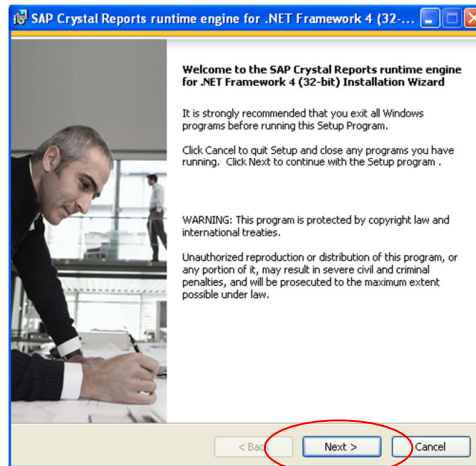 SAP Crystal Reports runtime engine for .NET Framework 4 (32-...
Welcome to the SAP Crystal Reports runtime engine
for .NET Framework 4 (32-bit) Installation Wizard
It is strongly recommended that you exit all Windows
programs before running this Setup Program.
Click Cancel to quit Setup and close any programs you have
running. Click Next to continue with the Setup program .
WARNING: This program is protected by copyright law and
international treaties.
Unauthorized reproduction or distribution of this program, or
any portion of it, may result in severe civil and criminal
penalties, and will be prosecuted to the maximum extent
possible under law.
< Back Next > Cancel